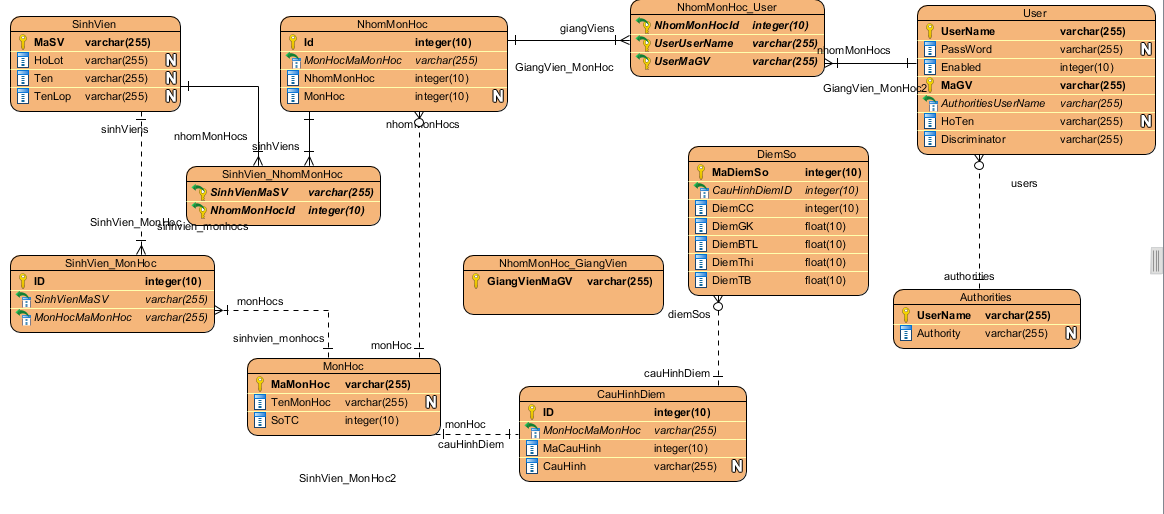 SinhVien
MaSV varchar(255)
HoLot varchar(255) N
Ten varchar(255) N
TenLop varchar(255) N
NhomMonHoc
Id integer(10)
MonHocMaMonHoc varchar(255)
NhomMonHoc integer(10)
MonHoc integer(10) N
NhomMonHoc_User
NhomMonHocId integer(10)
UserUserName varchar(255)
UserMaGV varchar(255)
User
UserName varchar(255)
PassWord varchar(255) N
Enabled integer(10)
MaGV varchar(255)
AuthoritiesUserName varchar(255)
HoTen varchar(255) N
Discriminator varchar(255)
giangViens
GiangVien_MonHoc
nhomMonHocs
GiangVien_MonHoc2
sinhViens
nhomMonHocs
sinhViens
nhomMonHocs
SinhVien_NhomMonHoc
SinhVienMaSV varchar(255)
NhomMonHocId integer(10)
SinhVien_MonHoc
sinhvien_monhocs
DiemSo
MaDiemSo integer(10)
CauHinhDiemID integer(10)
DiemCC integer(10)
DiemGK float(10)
DiemBTL float(10)
DiemThi float(10)
DiemTB float(10)
users
authorities
SinhVien_MonHoc
ID integer(10)
SinhVienMaSV varchar(255)
MonHocMaMonHoc varchar(255)
NhomMonHoc_GiangVien
GiangVienMaGV varchar(255)
Authorities
UserName varchar(255)
Authority varchar(255) N
monHocs
sinhvien_monhocs
monHoc
diemSos
cauHinhDiem
MonHoc
MaMonHoc varchar(255)
TenMonHoc varchar(255) N
SoTC integer(10)
monHoc
cauHinhDiem
CauHinhDiem
ID integer(10)
MonHocMaMonHoc varchar(255)
MaCauHinh integer(10)
CauHinh varchar(255) N
SinhVien_MonHoc2